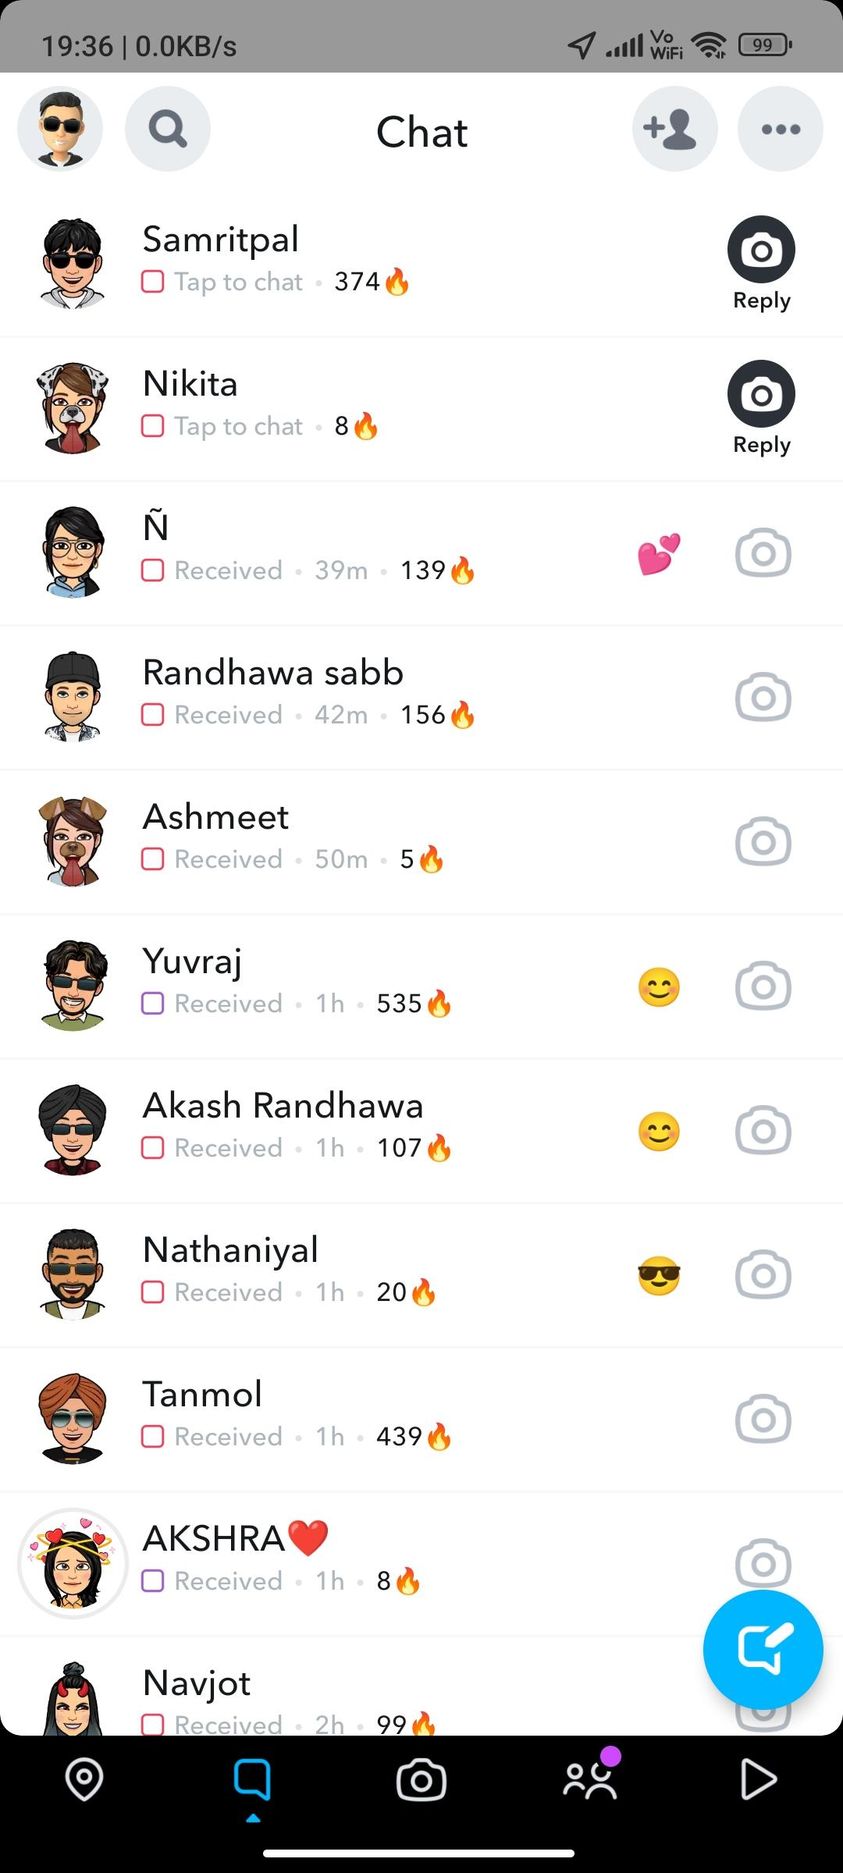 19:36 | 0.0KB/s Vo WiFi 99
Chat
Samritpal
Tap to chat • 374🔥
Reply
Nikita
Tap to chat • 8🔥
Reply
Ñ
Received • 39m • 139🔥 💕
Randhawa sabb
Received • 42m • 156🔥
Ashmeet
Received • 50m • 5🔥
Yuvraj
Received • 1h • 535🔥 😊
Akash Randhawa
Received • 1h • 107🔥 😊
Nathaniyal
Received • 1h • 20🔥 😎
Tanmol
Received • 1h • 439🔥
AKSHRA❤️
Received • 1h • 8🔥
Navjot
Received • 2h • 99🔥